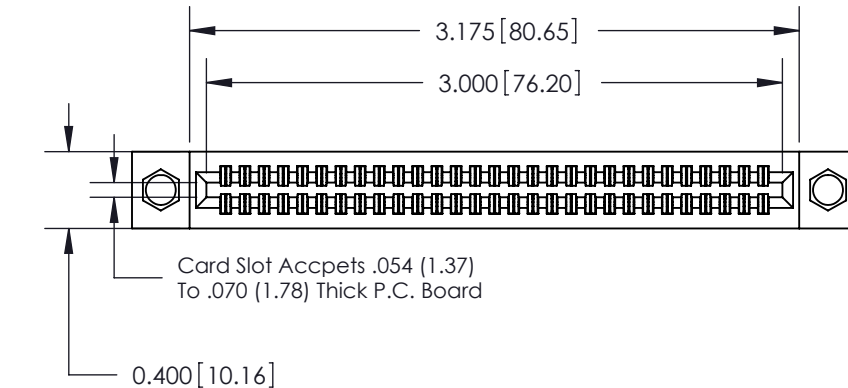 3.175[80.65]
3.000[76.20]
Card Slot Accpets .054 (1.37)
To .070 (1.78) Thick P.C. Board
0.400[10.16]